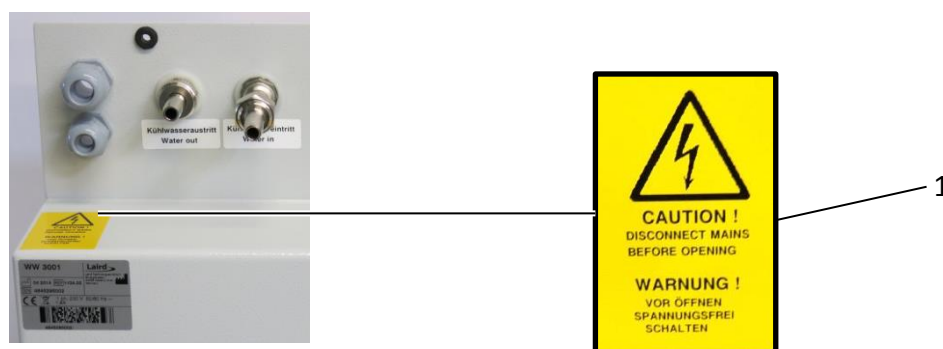 Kühlwasseraustritt
Water out
eintritt
Water in
WW 3001
Laird
CAUTION !
DISCONNECT MAINS
BEFORE OPENING
WARNUNG !
VOR ÖFFNEN
SPANNUNGSFREI
SCHALTEN
1